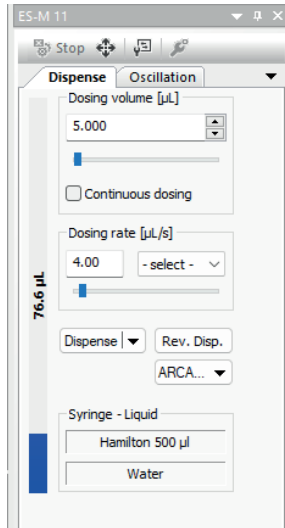 ES-M 11
Stop
Dispense Oscillation
Dosing volume [µL]
5.000
Continuous dosing
Dosing rate [µL/s]
4.00 - select -
76.6 µL
Dispense Rev. Disp.
ARCA...
Syringe - Liquid
Hamilton 500 µl
Water